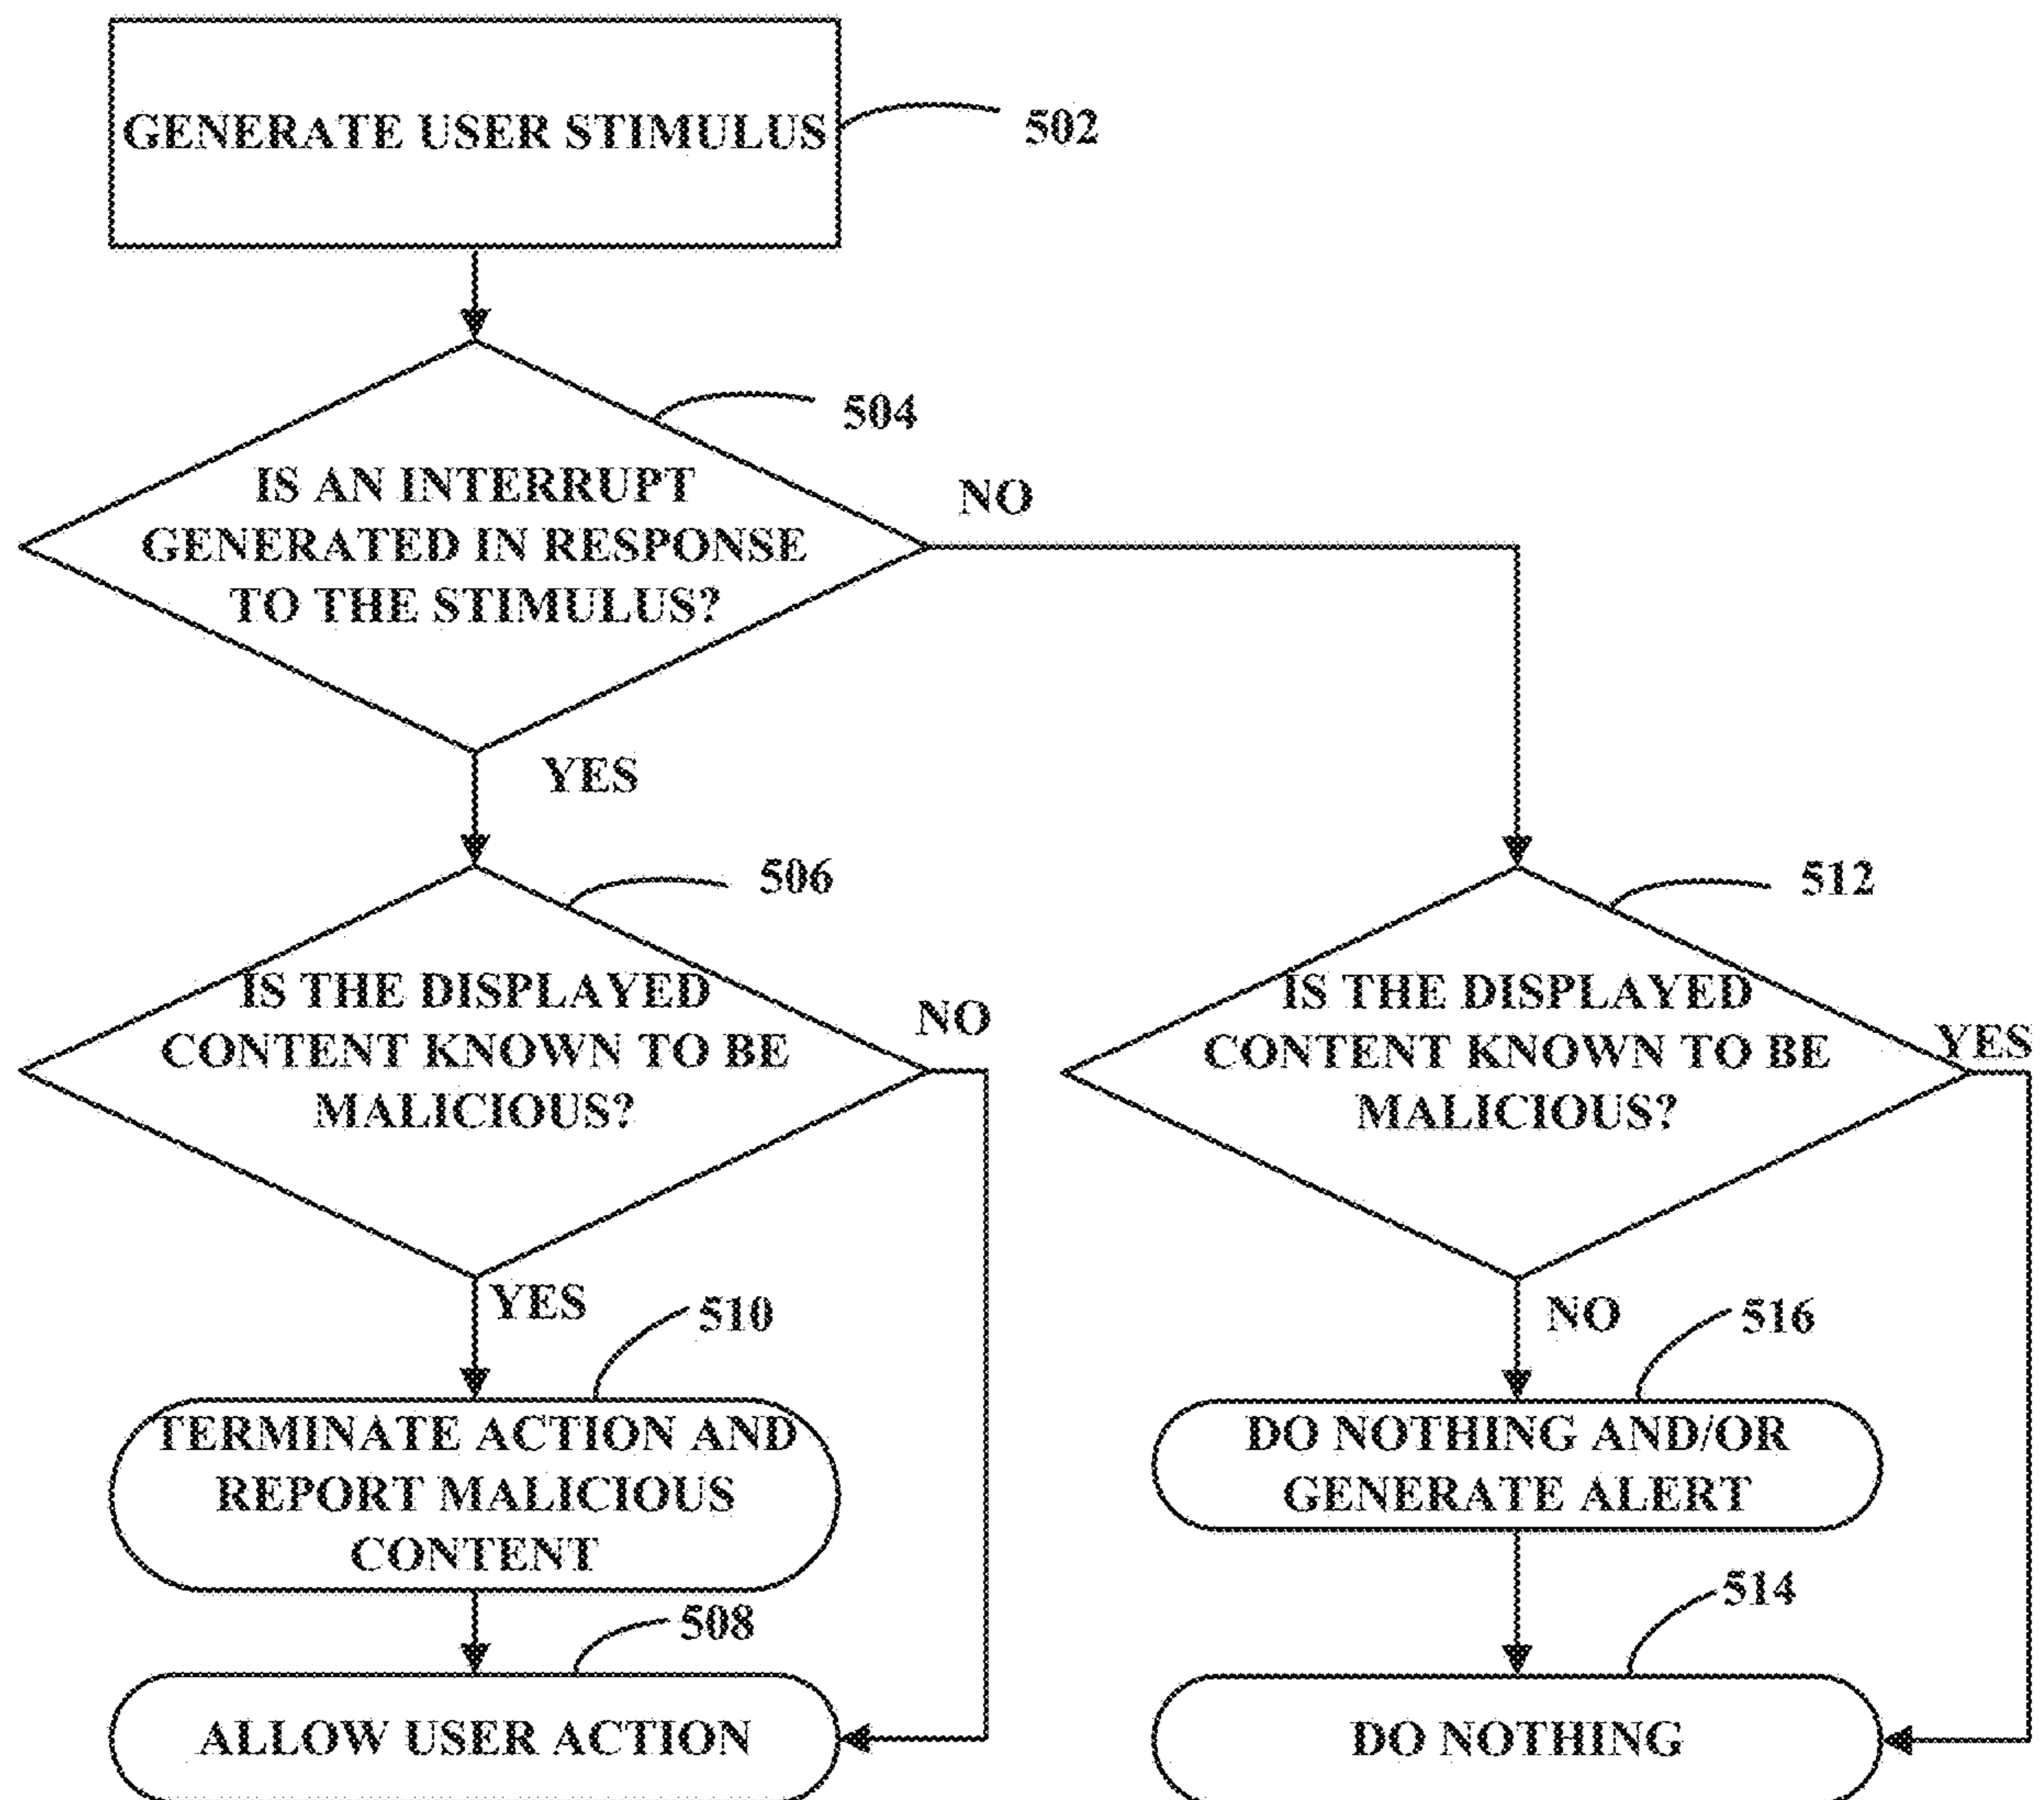 GENERATE USER STIMULUS
502
504
IS AN INTERRUPT
GENERATED IN RESPONSE
TO THE STIMULUS?
NO
YES
506
IS THE DISPLAYED
CONTENT KNOWN TO BE
MALICIOUS?
NO
YES
512
IS THE DISPLAYED
CONTENT KNOWN TO BE
MALICIOUS?
YES
NO
510
TERMINATE ACTION AND
REPORT MALICIOUS
CONTENT
516
DO NOTHING AND/OR
GENERATE ALERT
508
ALLOW USER ACTION
514
DO NOTHING